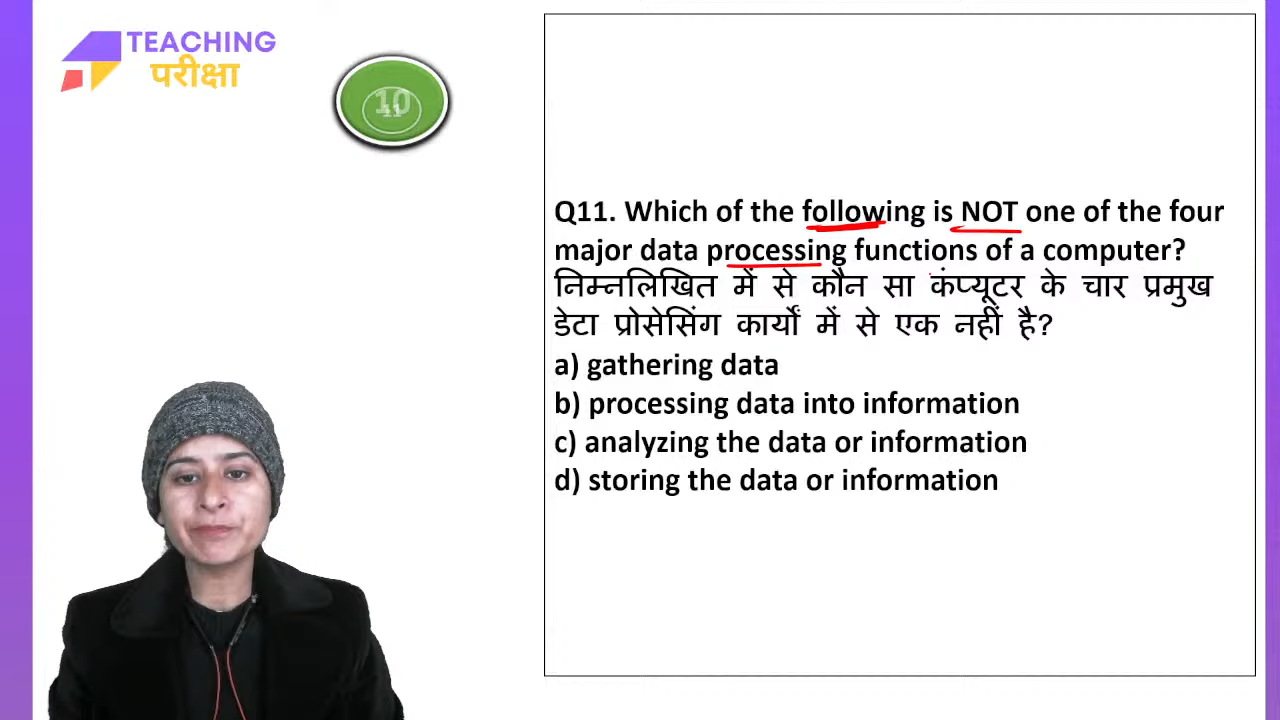 TEACHING
परीक्षा
Q11. Which of the following is NOT one of the four
major data processing functions of a computer?
निम्नलिखित में से कौन सा कंप्यूटर के चार प्रमुख
डेटा प्रोसेसिंग कार्यों में से एक नहीं है?
a) gathering data
b) processing data into information
c) analyzing the data or information
d) storing the data or information